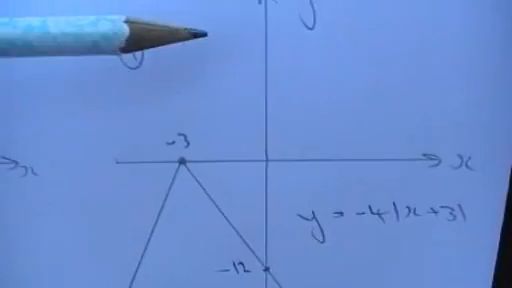 y
-3
x
x
y = -4|x+3|
-12